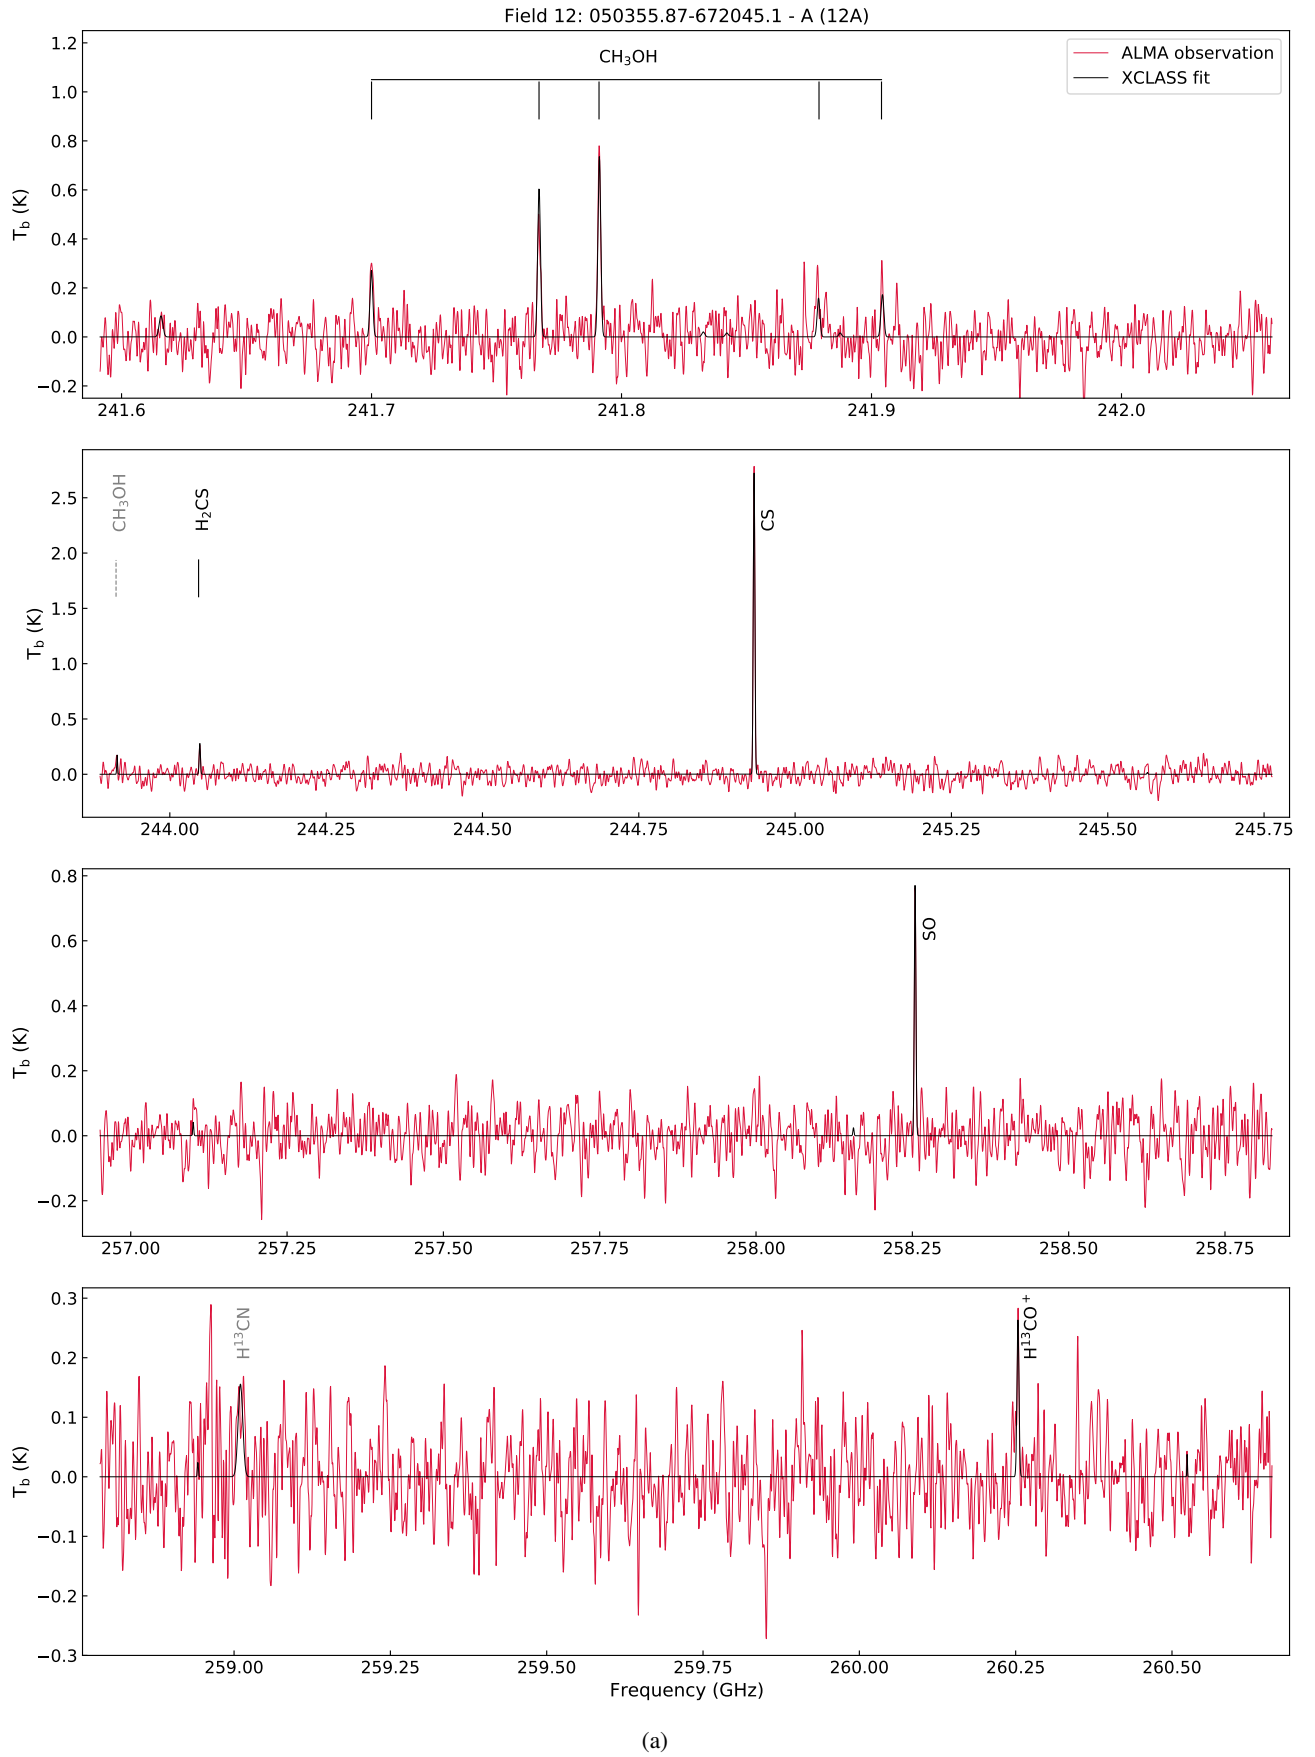 Field 12: 050355.87-672045.1 - A (12A)
1.2
1.0
0.8
0.6
0.4
0.2
0.0
−0.2
T_b (K)
CH₃OH
ALMA observation
XCLASS fit
241.6 241.7 241.8 241.9 242.0
2.5
2.0
1.5
1.0
0.5
0.0
T_b (K)
CH₃OH
H₂CS
CS
244.00 244.25 244.50 244.75 245.00 245.25 245.50 245.75
0.8
0.6
0.4
0.2
0.0
−0.2
T_b (K)
SO
257.00 257.25 257.50 257.75 258.00 258.25 258.50 258.75
0.3
0.2
0.1
0.0
−0.1
−0.2
−0.3
T_b (K)
H¹³CN
H¹³CO⁺
259.00 259.25 259.50 259.75 260.00 260.25 260.50
Frequency (GHz)
(a)